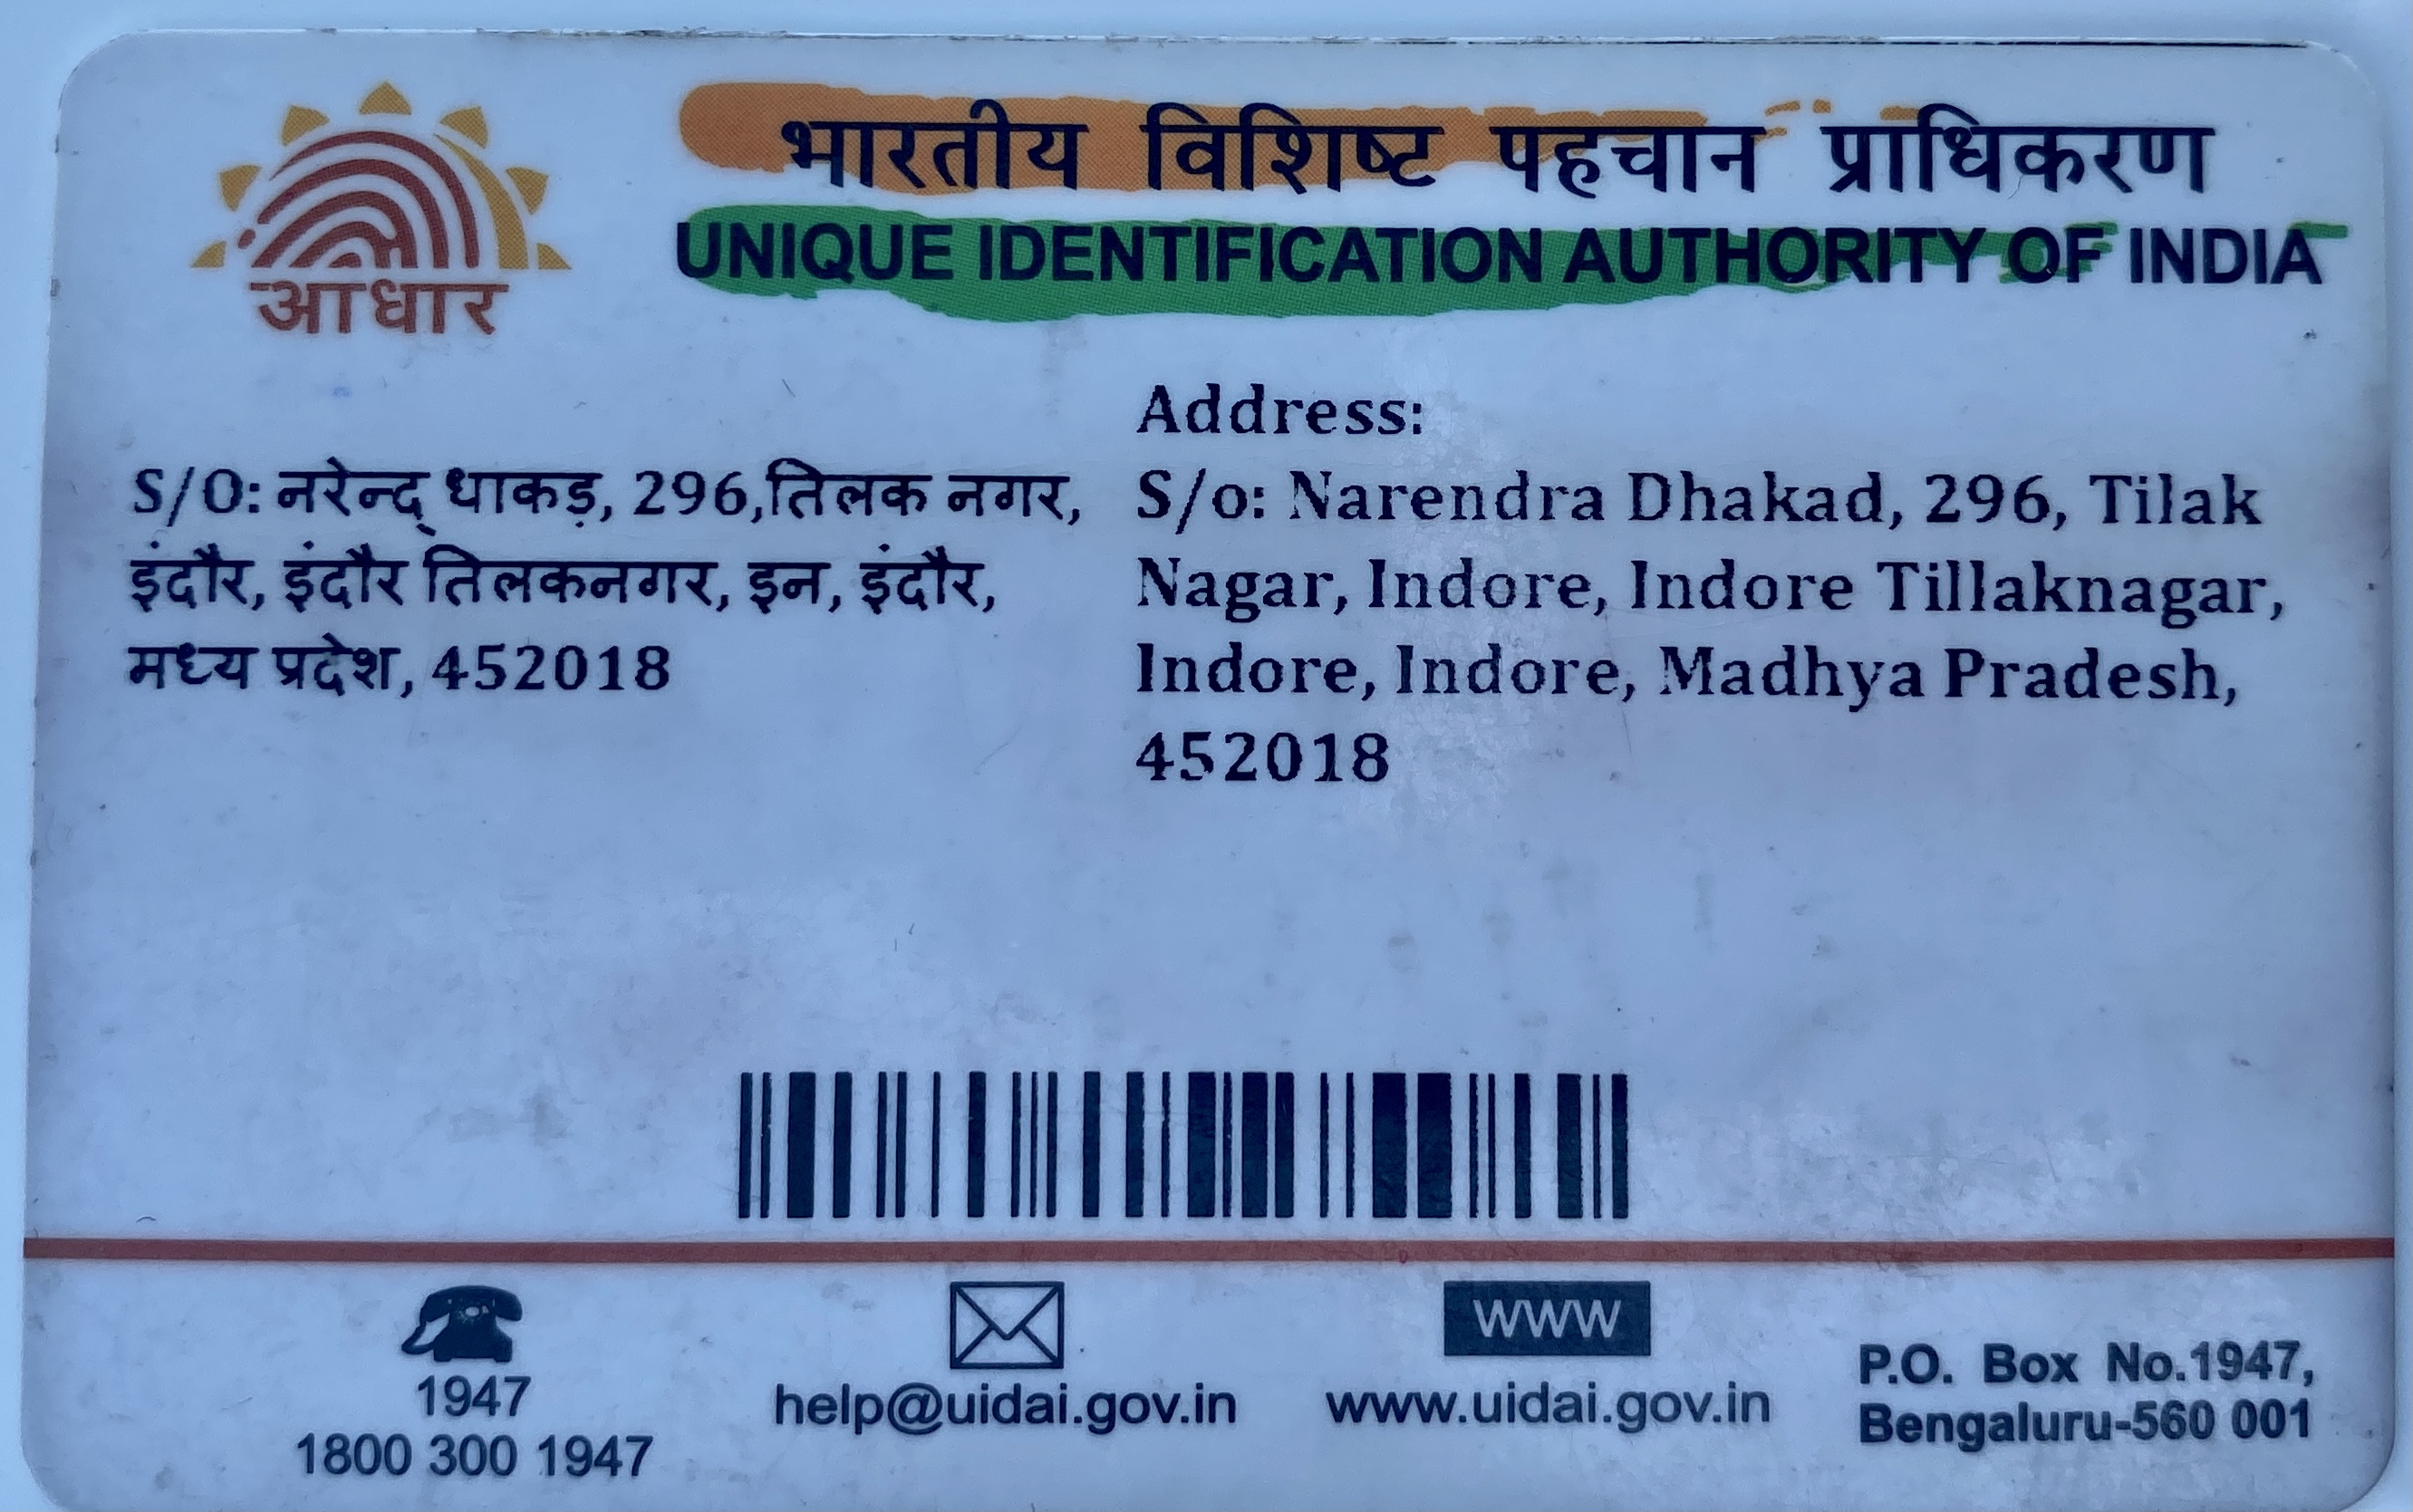 भारतीय विशिष्ट पहचान प्राधिकरण
UNIQUE IDENTIFICATION AUTHORITY OF INDIA
आधार
S/O: नरेन्द् धाकड़, 296,तिलक नगर,
इंदौर, इंदौर तिलकनगर, इन, इंदौर,
मध्य प्रदेश, 452018
Address:
S/o: Narendra Dhakad, 296, Tilak
Nagar, Indore, Indore Tillaknagar,
Indore, Indore, Madhya Pradesh,
452018
1947
1800 300 1947
help@uidai.gov.in
www
www.uidai.gov.in
P.O. Box No.1947,
Bengaluru-560 001